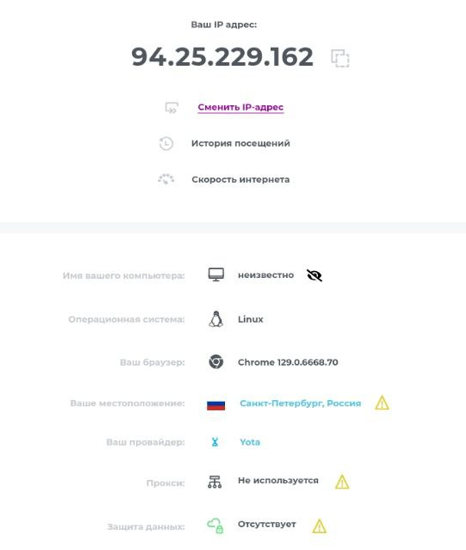 Ваш IP адрес:
94.25.229.162
Сменить IP-адрес
История посещений
Скорость интернета
Имя вашего компьютера: неизвестно
Операционная система: Linux
Ваш браузер: Chrome 129.0.6668.70
Ваше местоположение: Санкт-Петербург, Россия
Ваш провайдер: Yota
Прокси: Не используется
Защита данных: Отсутствует